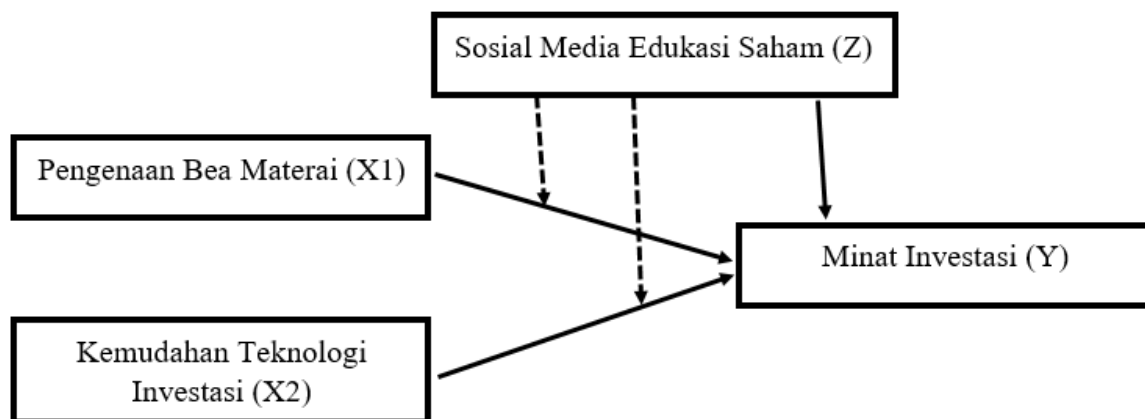 Sosial Media Edukasi Saham (Z)
Pengenaan Bea Materai (X1)
Minat Investasi (Y)
Kemudahan Teknologi
Investasi (X2)